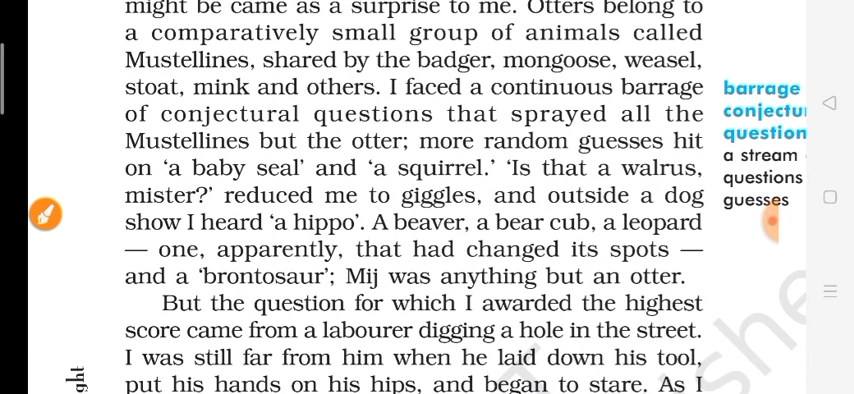 might be came as a surprise to me. Otters belong to
a comparatively small group of animals called
Mustellines, shared by the badger, mongoose, weasel,
stoat, mink and others. I faced a continuous barrage
of conjectural questions that sprayed all the
Mustellines but the otter; more random guesses hit
on ‘a baby seal’ and ‘a squirrel.’ ‘Is that a walrus,
mister?’ reduced me to giggles, and outside a dog
show I heard ‘a hippo’. A beaver, a bear cub, a leopard
— one, apparently, that had changed its spots —
and a ‘brontosaur’; Mij was anything but an otter.
But the question for which I awarded the highest
score came from a labourer digging a hole in the street.
I was still far from him when he laid down his tool,
put his hands on his hips, and began to stare. As I
barrage
conjectu
question
a stream
questions
guesses
ght
she